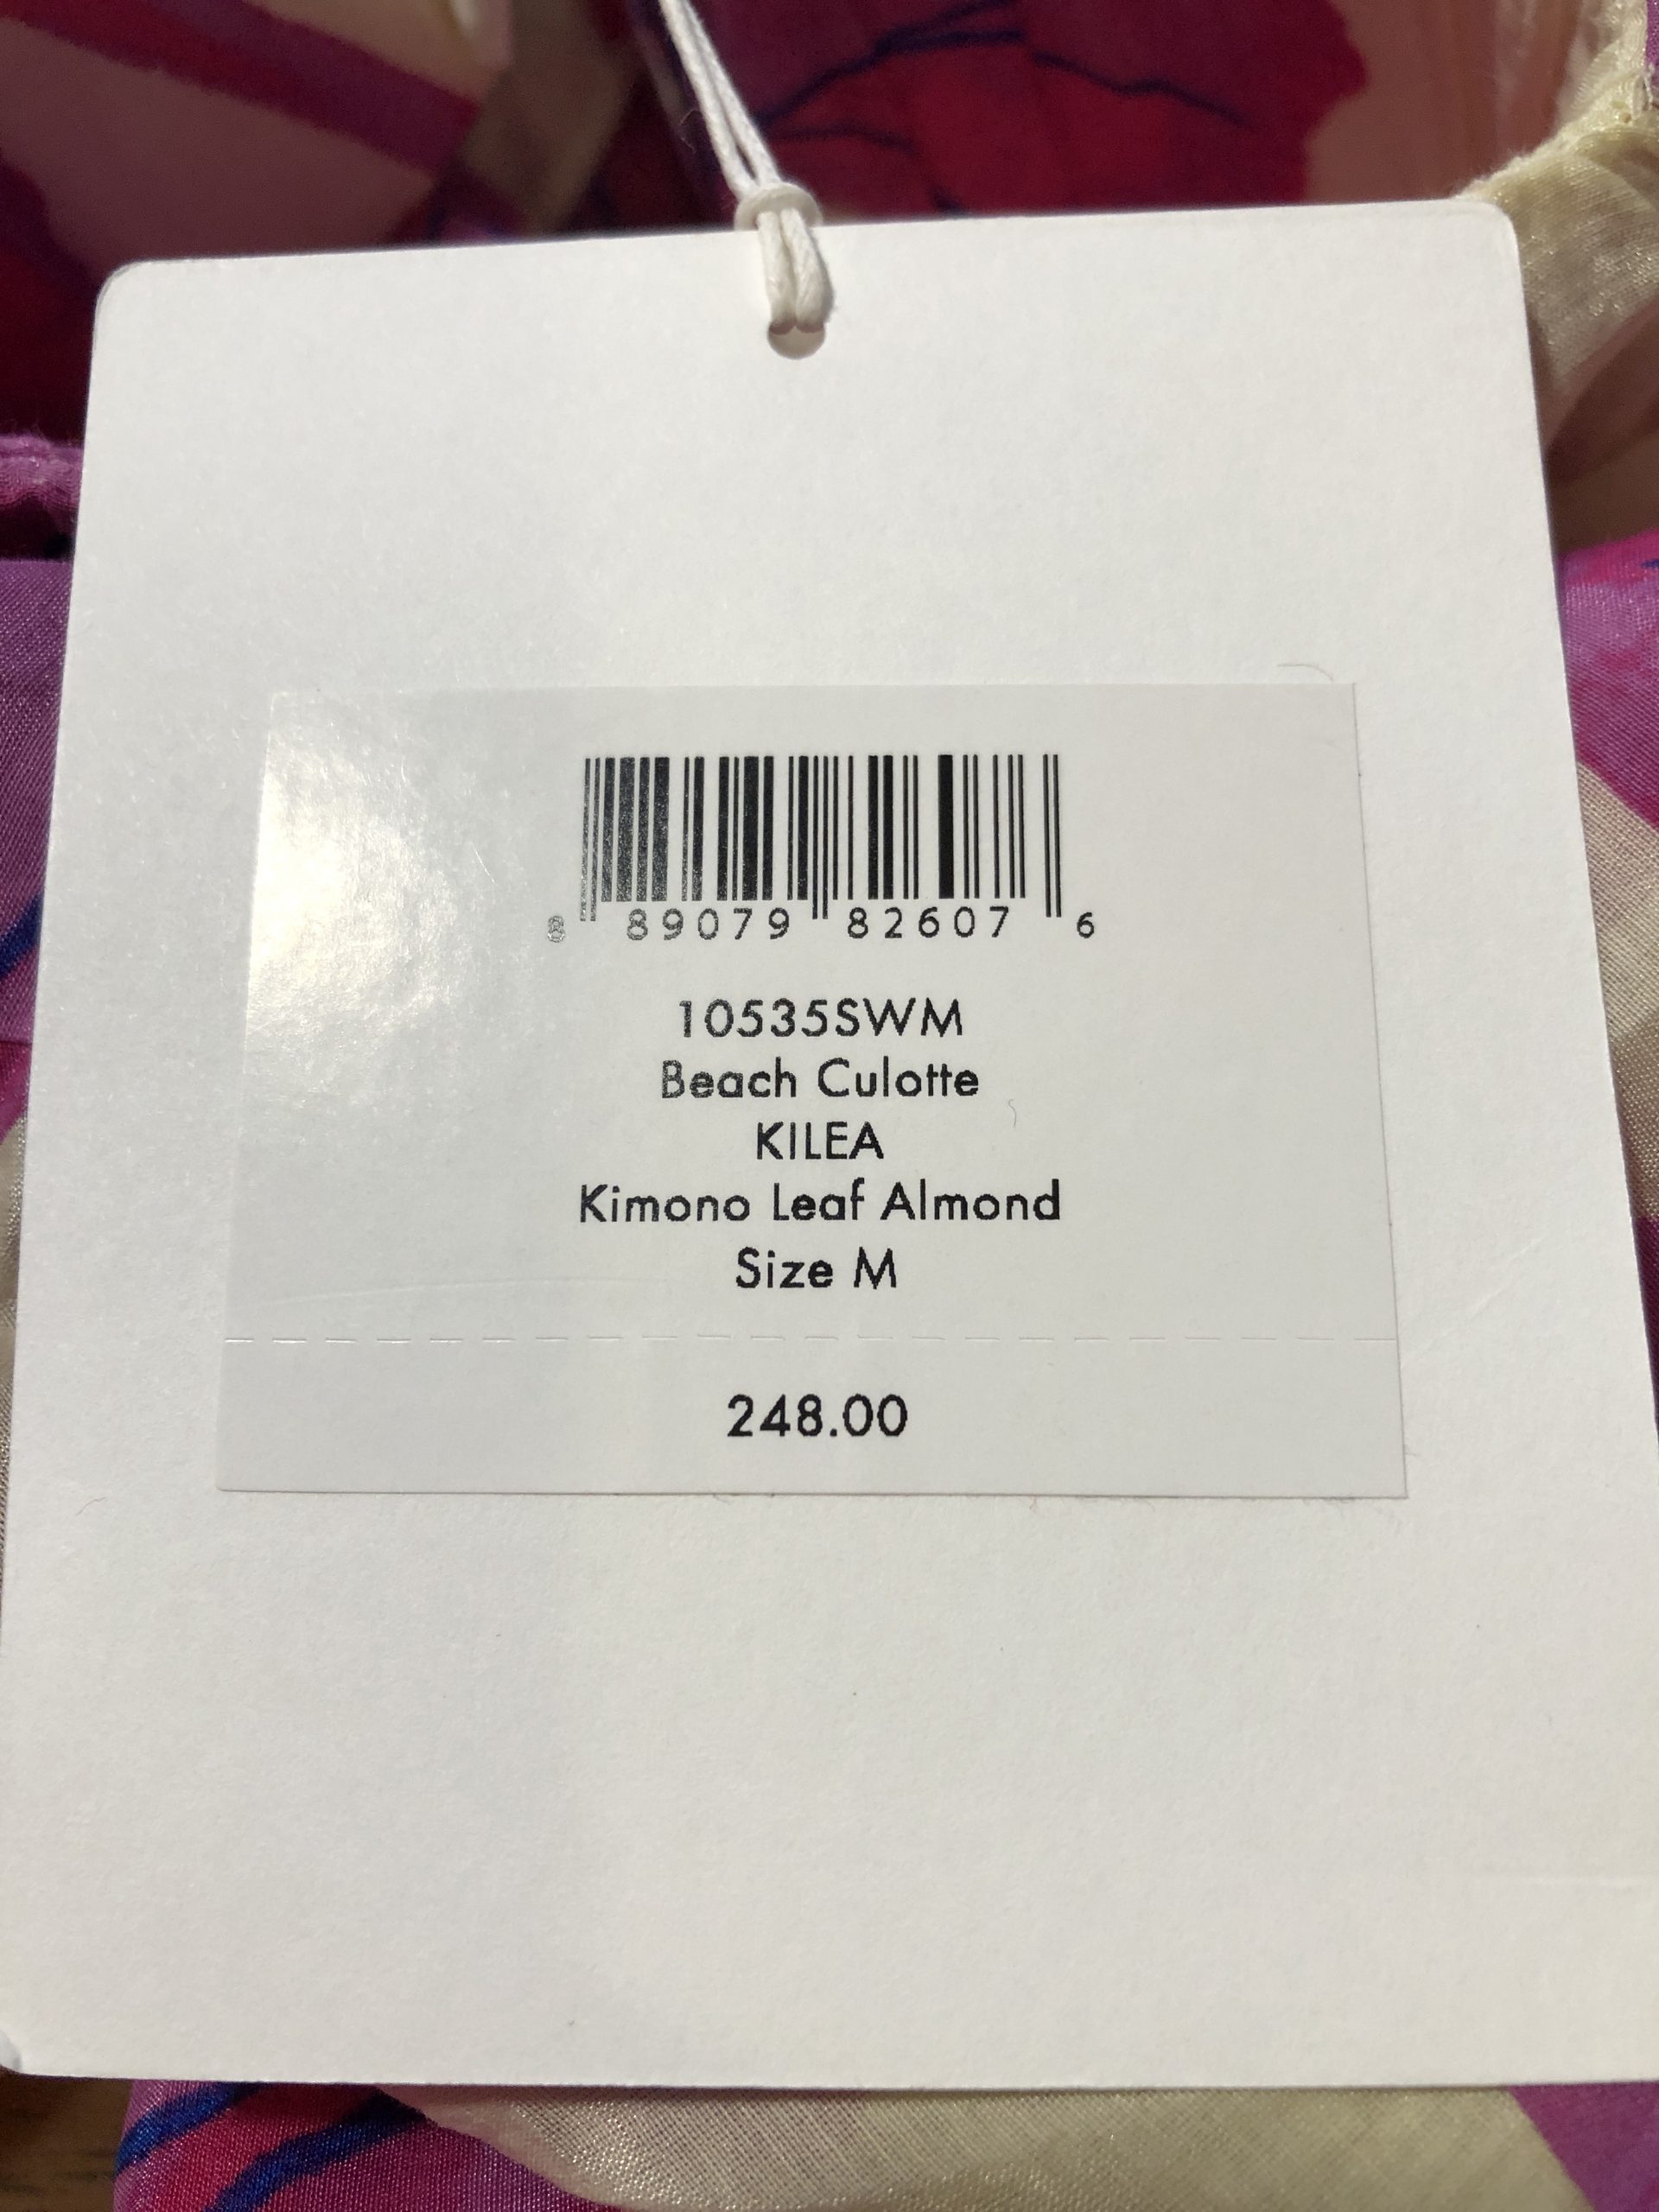 8 89079 82607 6
10535SWM
Beach Culotte
KILEA
Kimono Leaf Almond
Size M
248.00